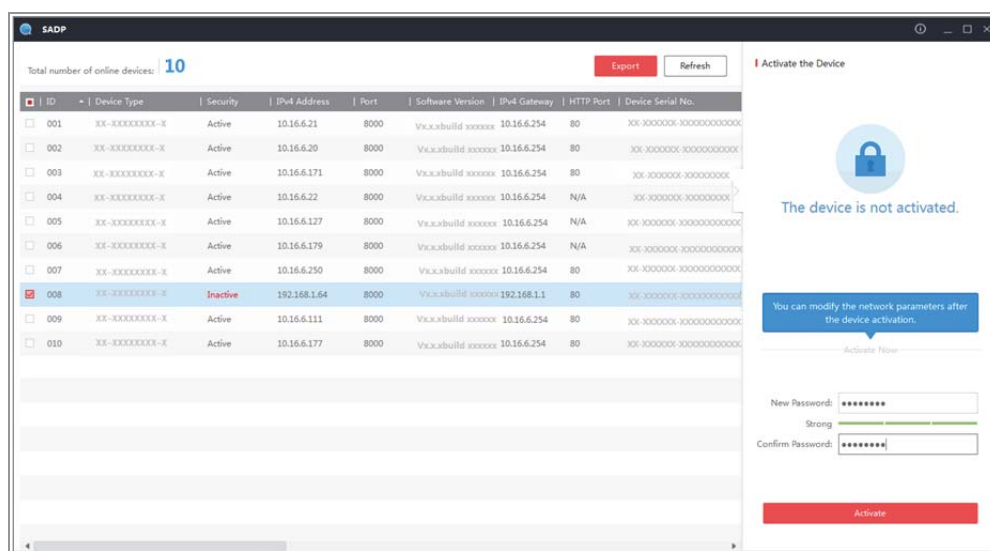 SADP
Total number of online devices: 10
Export
Refresh
Activate the Device
ID | Device Type | Security | IPv4 Address | Port | Software Version | IPv4 Gateway | HTTP Port | Device Serial No.
001 XX-XXXXXXXX-X Active 10.16.6.21 8000 Vx.x.xbuild xxxxxx 10.16.6.254 80
002 XX-XXXXXXXX-X Active 10.16.6.20 8000 Vx.x.xbuild xxxxxx 10.16.6.254 80
003 XX-XXXXXXXX-X Active 10.16.6.171 8000 Vx.x.xbuild xxxxxx 10.16.6.254 80
004 XX-XXXXXXXX-X Active 10.16.6.22 8000 Vx.x.xbuild xxxxxx 10.16.6.254 N/A
005 XX-XXXXXXXX-X Active 10.16.6.127 8000 Vx.x.xbuild xxxxxx 10.16.6.254 N/A
006 XX-XXXXXXXX-X Active 10.16.6.179 8000 Vx.x.xbuild xxxxxx 10.16.6.254 N/A
007 XX-XXXXXXXX-X Active 10.16.6.250 8000 Vx.x.xbuild xxxxxx 10.16.6.254 80
008 XX-XXXXXXXX-X Inactive 192.168.1.64 8000 Vx.x.xbuild xxxxxx 192.168.1.1 80
009 XX-XXXXXXXX-X Active 10.16.6.111 8000 Vx.x.xbuild xxxxxx 10.16.6.254 80
010 XX-XXXXXXXX-X Active 10.16.6.177 8000 Vx.x.xbuild xxxxxx 10.16.6.254 80
The device is not activated.
You can modify the network parameters after
the device activation.
Activate Now
New Password:
Strong
Confirm Password:
Activate